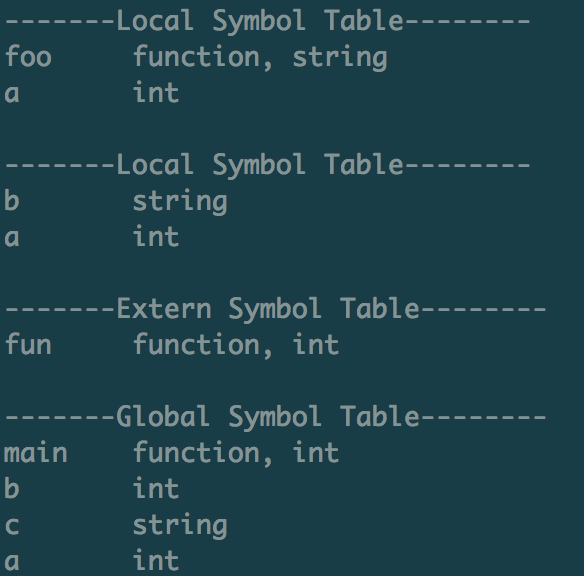 -------Local Symbol Table--------
foo     function, string
a       int
-------Local Symbol Table--------
b       string
a       int
-------Extern Symbol Table--------
fun     function, int
-------Global Symbol Table--------
main    function, int
b       int
c       string
a       int